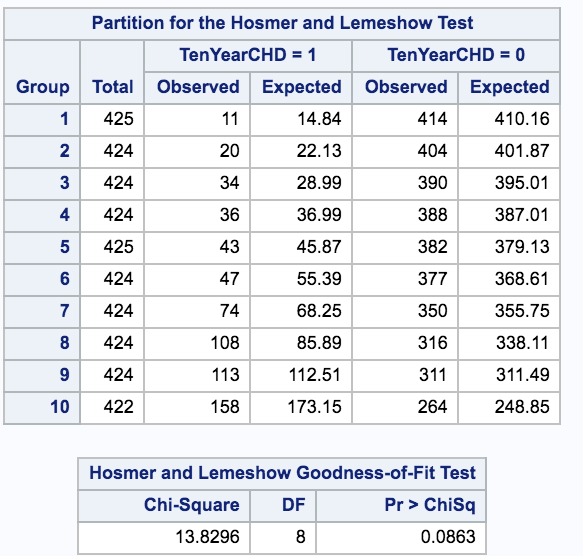 Partition for the Hosmer and Lemeshow Test
TenYearCHD = 1 TenYearCHD = 0
Group Total Observed Expected Observed Expected
1 425 11 14.84 414 410.16
2 424 20 22.13 404 401.87
3 424 34 28.99 390 395.01
4 424 36 36.99 388 387.01
5 425 43 45.87 382 379.13
6 424 47 55.39 377 368.61
7 424 74 68.25 350 355.75
8 424 108 85.89 316 338.11
9 424 113 112.51 311 311.49
10 422 158 173.15 264 248.85
Hosmer and Lemeshow Goodness-of-Fit Test
Chi-Square DF Pr > ChiSq
13.8296 8 0.0863